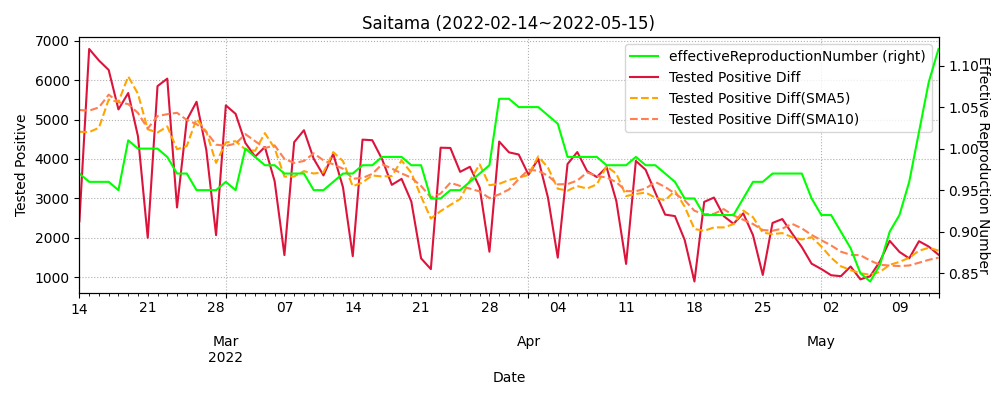 Saitama (2022-02-14~2022-05-15)
7000
6000
5000
4000
3000
2000
1000
Tested Positive
effectiveReproductionNumber (right)
Tested Positive Diff
Tested Positive Diff(SMA5)
Tested Positive Diff(SMA10)
1.10
1.05
1.00
0.95
0.90
0.85
Effective Reproduction Number
14 21 28 07 14 21 28 04 11 18 25 02 09
Mar Apr May
2022
Date